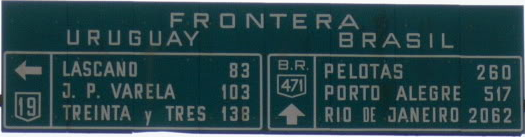 FRONTERA
URUGUAY BRASIL
LASCANO 83
J. P. VARELA 103
TREINTA y TRES 138
19
B.R.
471
PELOTAS 260
PORTO ALEGRE 517
RIO DE JANEIRO 2062